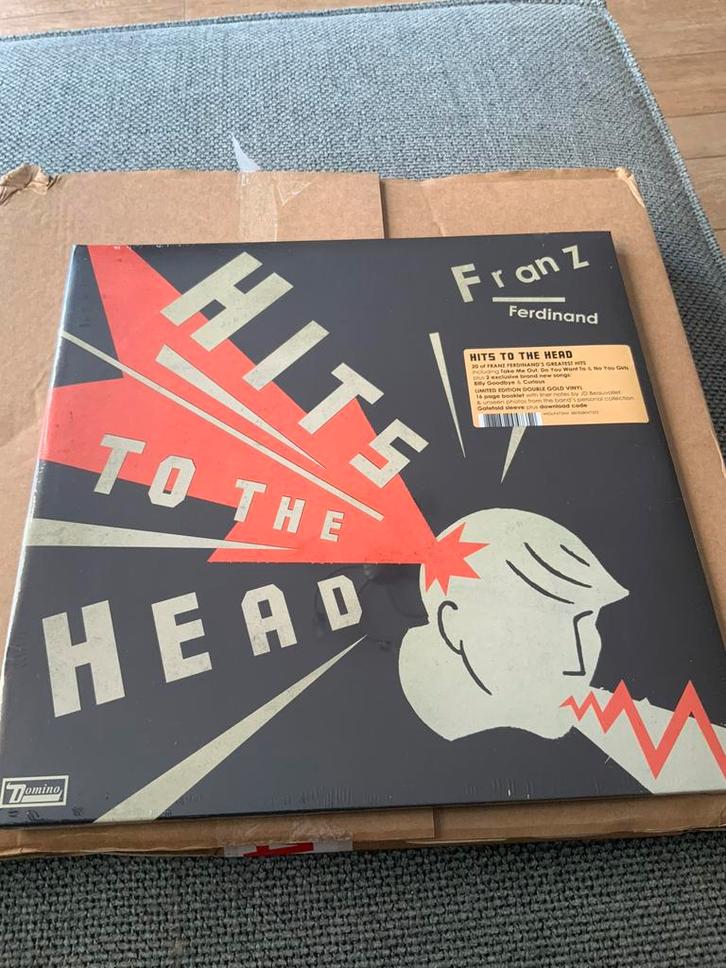 HITS
TO THE
HEAD
Franz
Ferdinand
HITS TO THE HEAD
20 of FRANZ FERDINAND'S GREATEST HITS
including Take Me Out, Do You Want To & No You Girls
plus 2 exclusive brand new songs:
Billy Goodbye & Curious
LIMITED EDITION DOUBLE GOLD VINYL
16 page booklet with liner notes by JD Beauvallet
& unseen photos from the band's personal collection
Gatefold sleeve plus download code
Domino